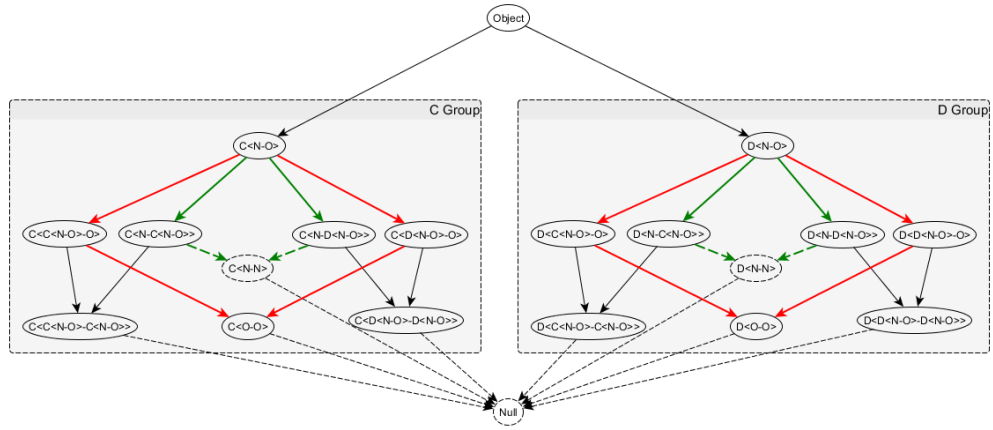 Object
C Group
D Group
C<N-O>
D<N-O>
C<C<N-O>-O>
C<N-C<N-O>>
C<N-D<N-O>>
C<D<N-O>-O>
D<C<N-O>-O>
D<N-C<N-O>>
D<N-D<N-O>>
D<D<N-O>-O>
C<N-N>
D<N-N>
C<C<N-O>-C<N-O>>
C<O-O>
C<D<N-O>-D<N-O>>
D<C<N-O>-C<N-O>>
D<O-O>
D<D<N-O>-D<N-O>>
Null